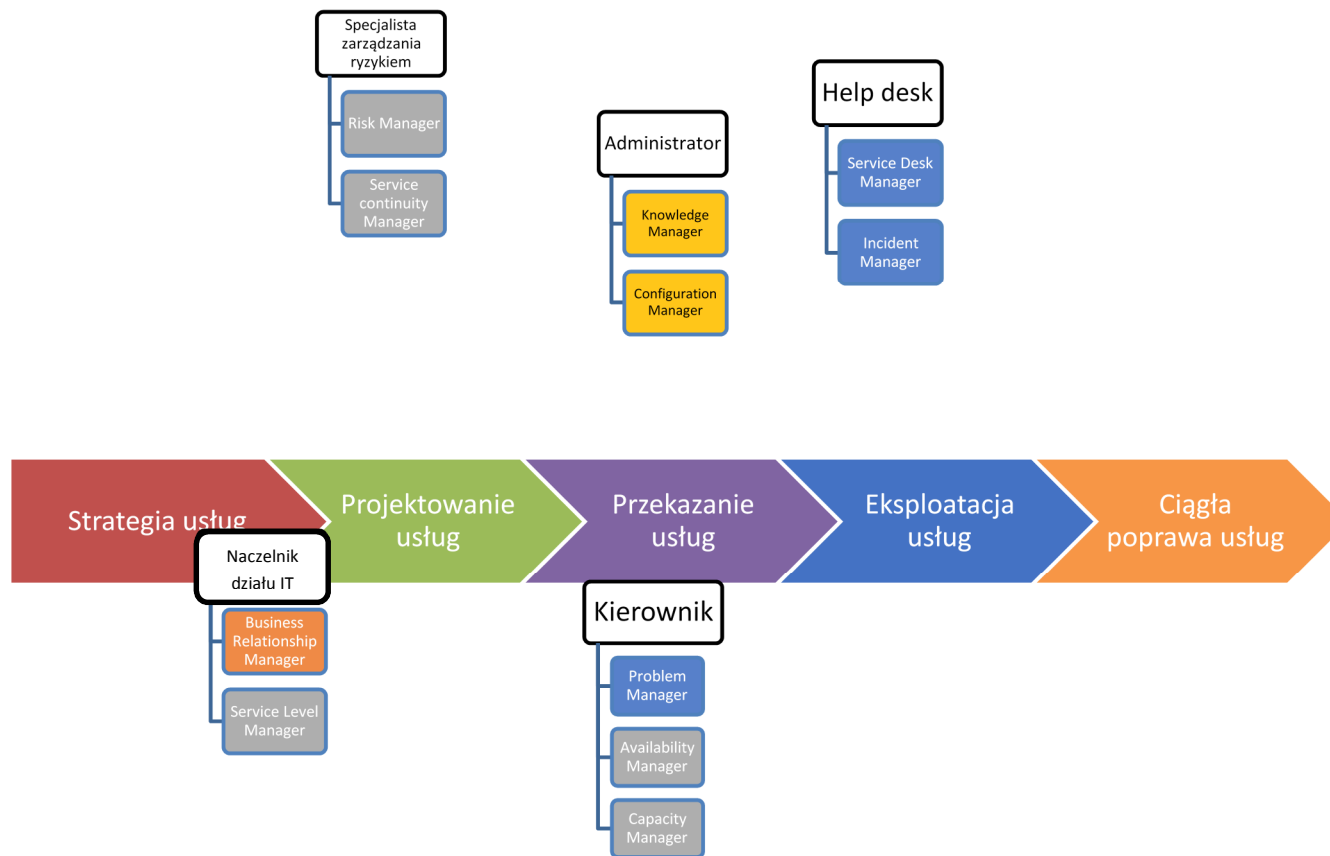 Specjalista
zarządzania
ryzykiem
Risk Manager
Service
continuity
Manager
Administrator
Knowledge
Manager
Configuration
Manager
Help desk
Service Desk
Manager
Incident
Manager
Strategia usług
Projektowanie
usług
Przekazanie
usług
Eksploatacja
usług
Ciągła
poprawa usług
Naczelnik
działu IT
Business
Relationship
Manager
Service Level
Manager
Kierownik
Problem
Manager
Availability
Manager
Capacity
Manager